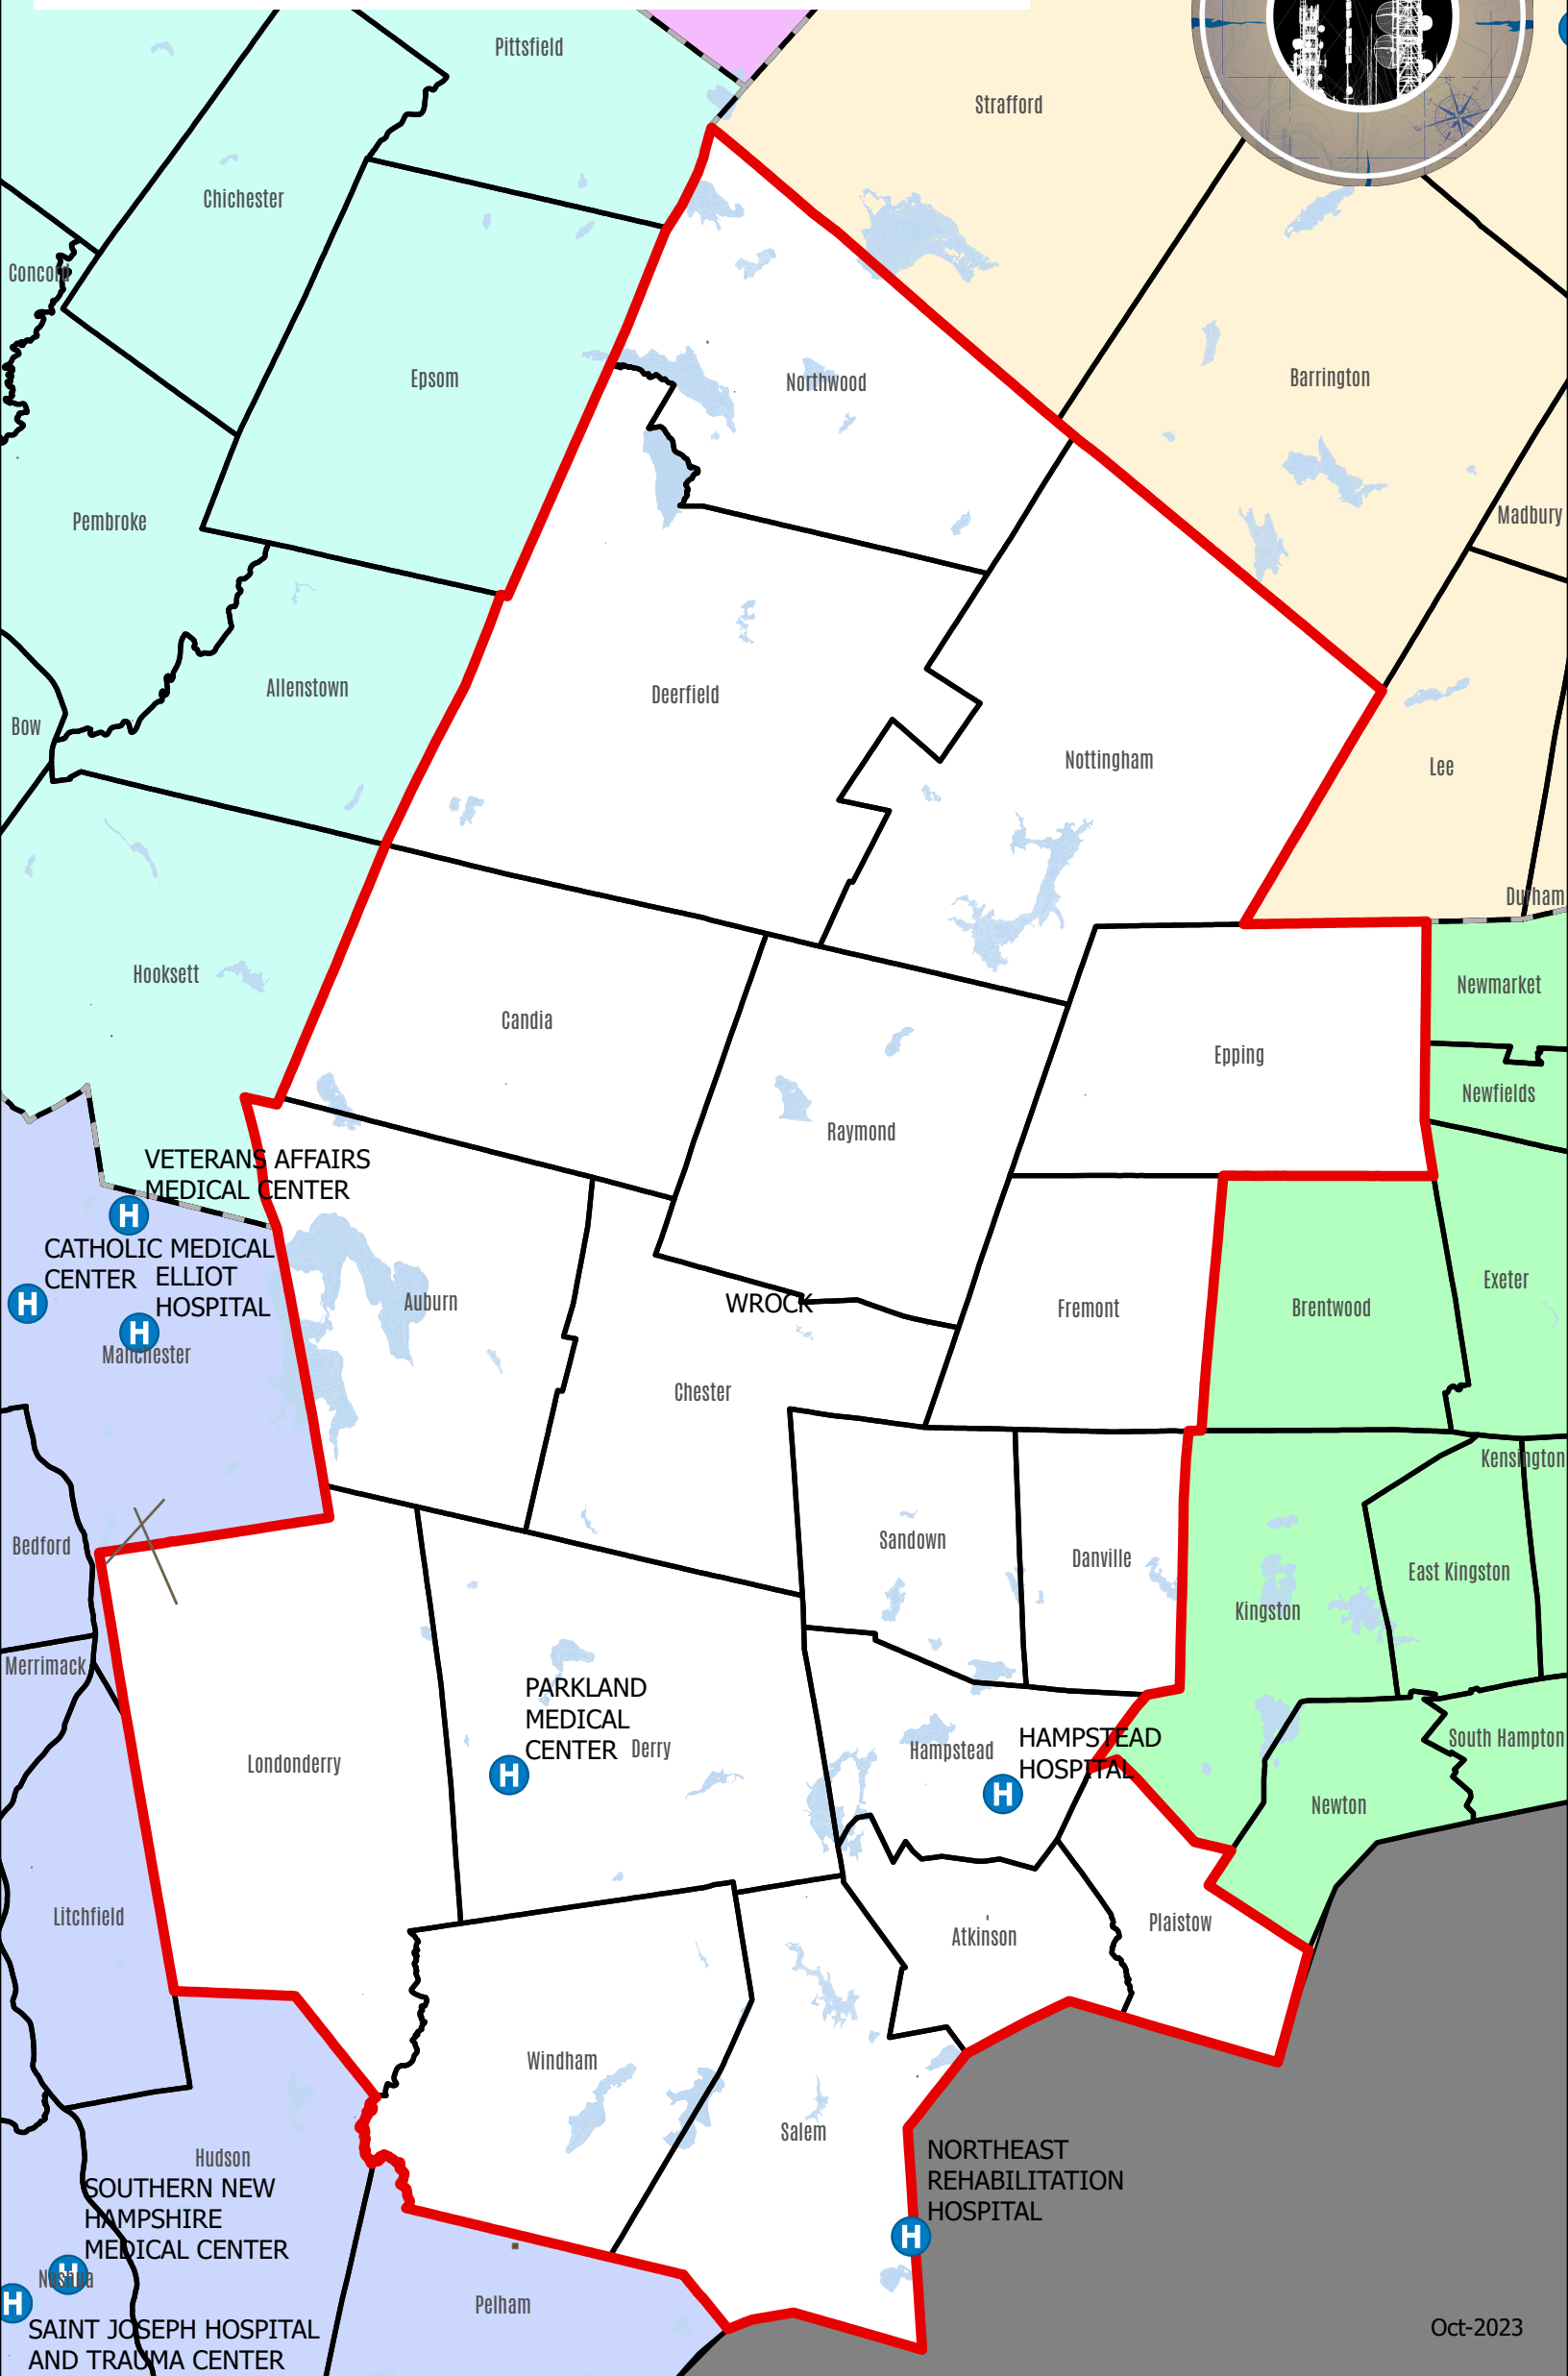 Pittsfield
Strafford
Chichester
Concord
Epsom
Northwood
Barrington
Pembroke
Madbury
Allenstown
Deerfield
Bow
Nottingham
Lee
Durham
Hooksett
Newmarket
Candia
Epping
Newfields
Raymond
VETERANS AFFAIRS
MEDICAL CENTER
H
CATHOLIC MEDICAL
CENTER
H
ELLIOT
HOSPITAL
H
Manchester
Auburn
WROCK
Fremont
Brentwood
Exeter
Chester
Kensington
Bedford
Sandown
Danville
East Kingston
Kingston
Merrimack
PARKLAND
MEDICAL
CENTER
H
Derry
Londonderry
Hampstead
HAMPSTEAD
HOSPITAL
H
South Hampton
Newton
Litchfield
Atkinson
Plaistow
Windham
Salem
Hudson
NORTHEAST
REHABILITATION
HOSPITAL
H
SOUTHERN NEW
HAMPSHIRE
MEDICAL CENTER
H
Nashua
H
SAINT JOSEPH HOSPITAL
AND TRAUMA CENTER
Pelham
Oct-2023